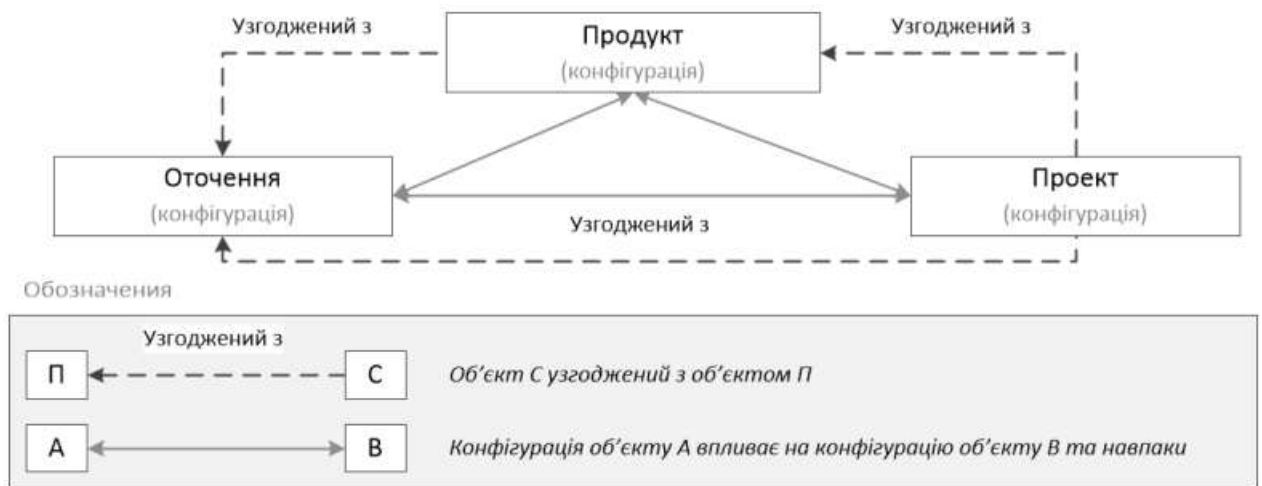 Узгоджений з
Продукт
(конфігурація)
Узгоджений з
Оточення
(конфігурація)
Проект
(конфігурація)
Узгоджений з
Обозначения
Узгоджений з
П
С
Об'єкт С узгоджений з об'єктом П
А
В
Конфігурація об'єкту А впливає на конфігурацію об'єкту В та навпаки